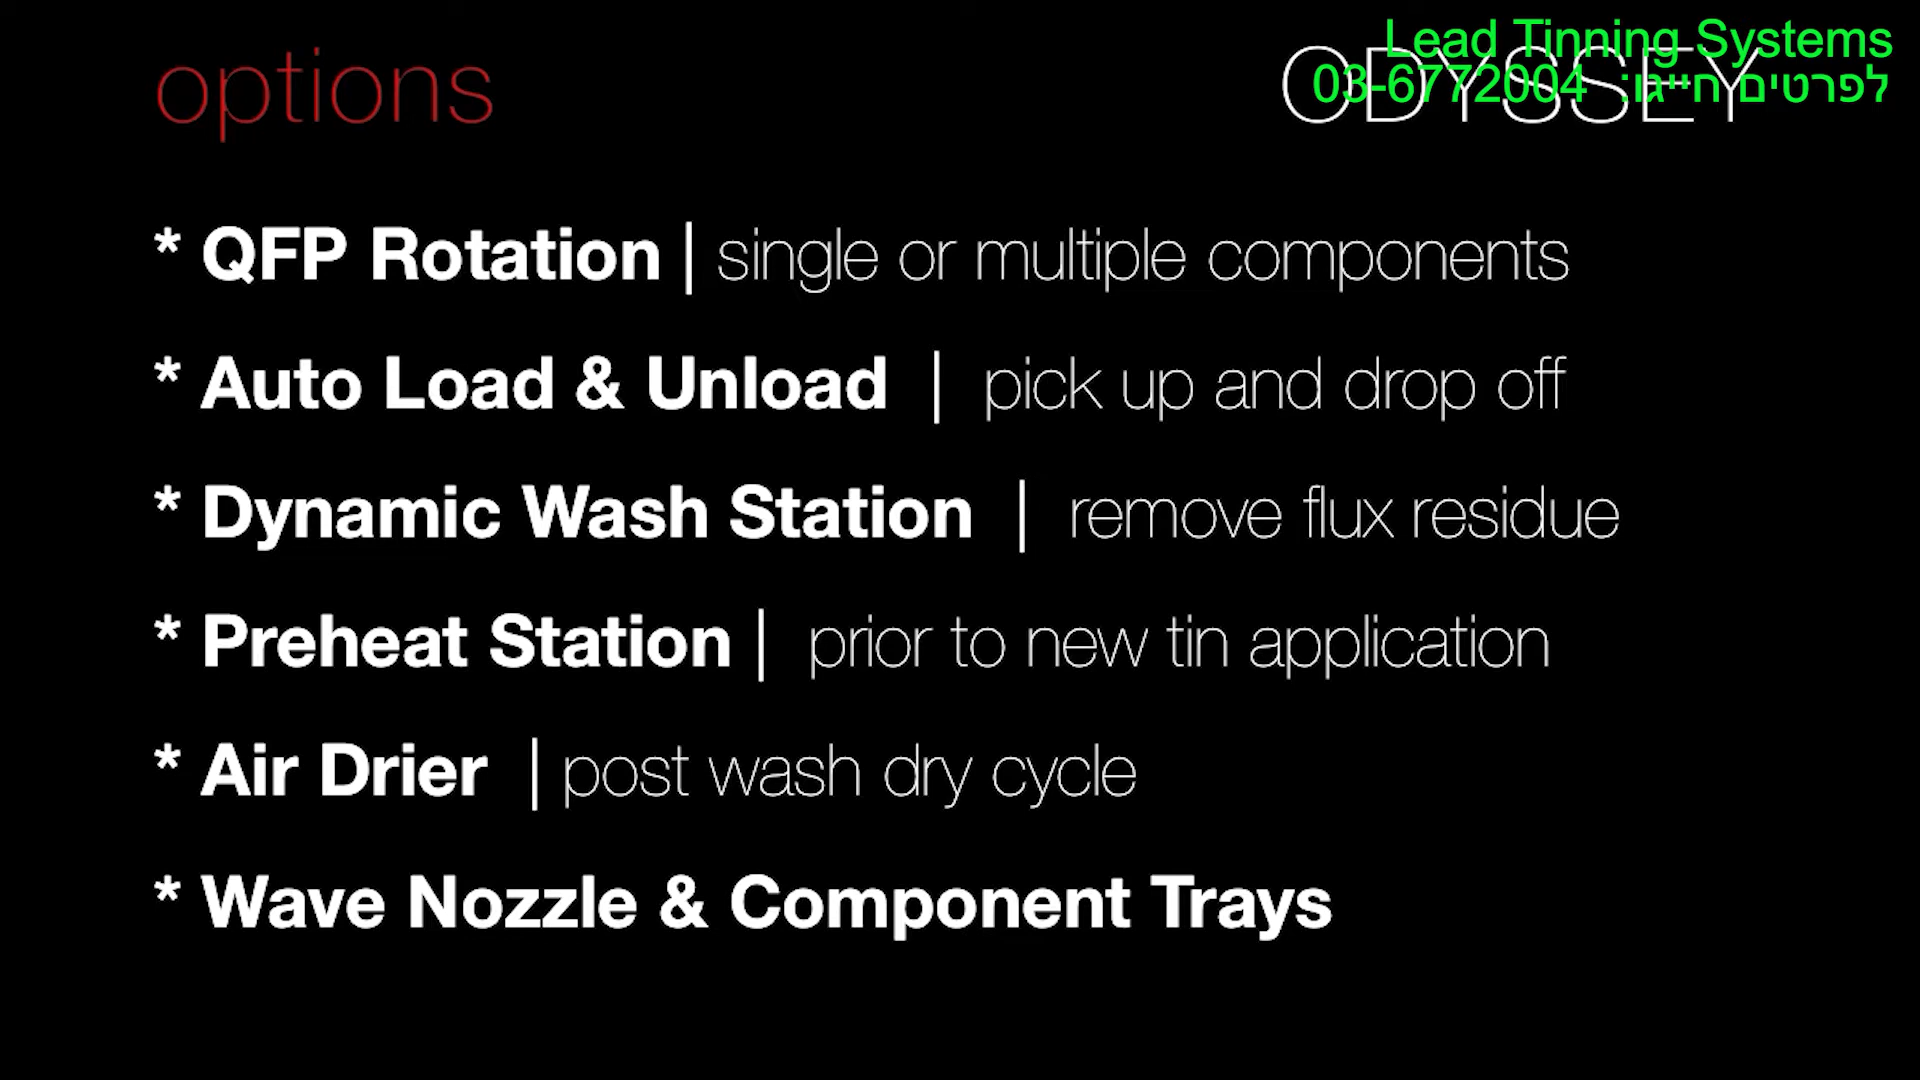 options
ODYSSEY
Lead Tinning Systems
לפרטים חייגו: 03-6772004
* QFP Rotation | single or multiple components
* Auto Load & Unload | pick up and drop off
* Dynamic Wash Station | remove flux residue
* Preheat Station | prior to new tin application
* Air Drier | post wash dry cycle
* Wave Nozzle & Component Trays